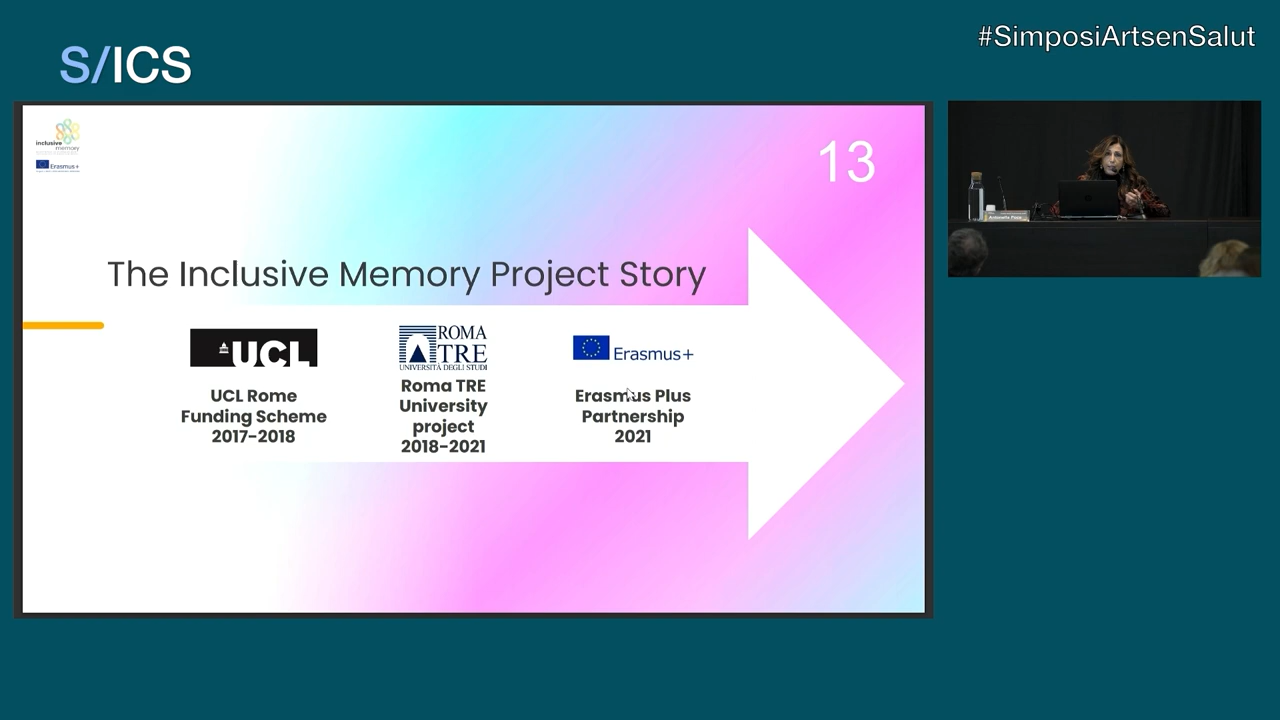 #SimposiArtsenSalut
S/ICS
inclusive
memory
Erasmus+
13
The Inclusive Memory Project Story
UCL
ROMA
TRE
UNIVERSITÀ DEGLI STUDI
Erasmus+
UCL Rome
Funding Scheme
2017-2018
Roma TRE
University
project
2018-2021
Erasmus Plus
Partnership
2021